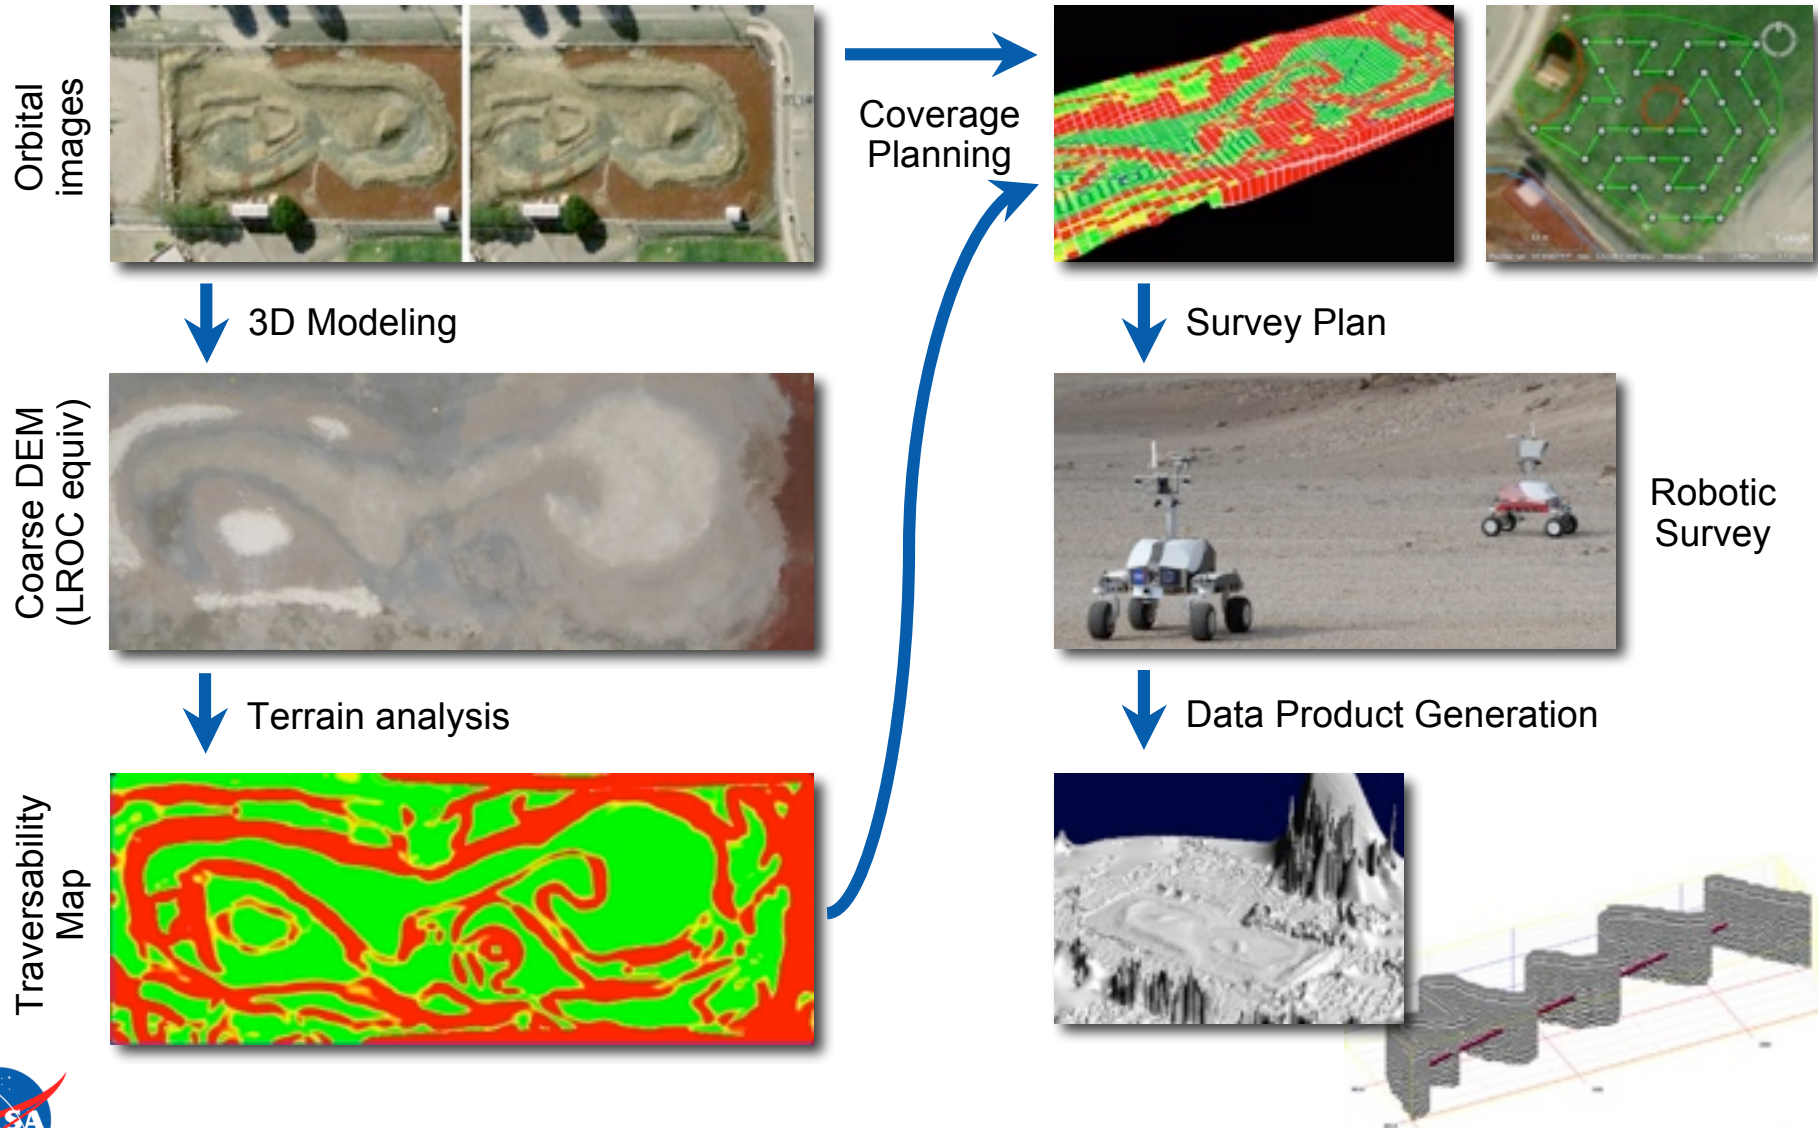 Orbital
images
Coverage
Planning
3D Modeling
Survey Plan
Coarse DEM
(LROC equiv)
Robotic
Survey
Terrain analysis
Data Product Generation
Traversability
Map